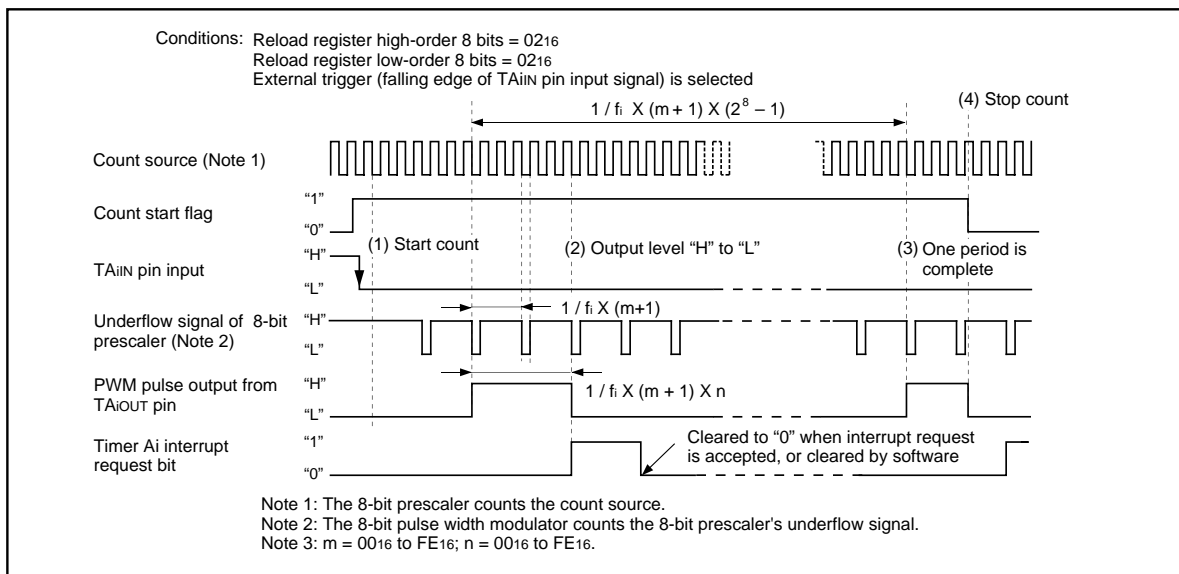 Conditions: Reload register high-order 8 bits = 0216
Reload register low-order 8 bits = 0216
External trigger (falling edge of TAiIN pin input signal) is selected
1 / fi X (m + 1) X (2^8 – 1)
(4) Stop count
Count source (Note 1)
“1”
Count start flag
“0”
“H”
(1) Start count
(2) Output level “H” to “L”
(3) One period is
complete
TAiIN pin input
“L”
1 / fi X (m+1)
Underflow signal of 8-bit
prescaler (Note 2)
“H”
“L”
PWM pulse output from
TAiOUT pin
“H”
1 / fi X (m + 1) X n
“L”
Timer Ai interrupt
request bit
“1”
“0”
Cleared to “0” when interrupt request
is accepted, or cleared by software
Note 1: The 8-bit prescaler counts the count source.
Note 2: The 8-bit pulse width modulator counts the 8-bit prescaler's underflow signal.
Note 3: m = 0016 to FE16; n = 0016 to FE16.